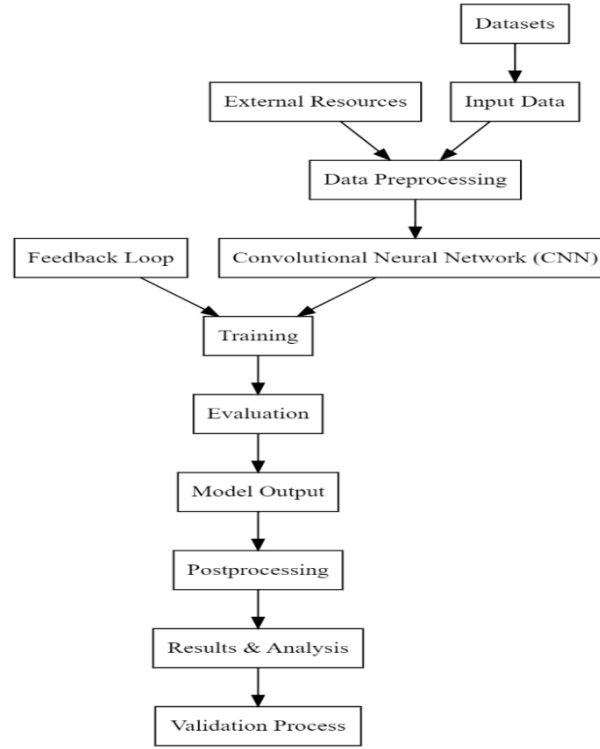 Datasets
External Resources
Input Data
Data Preprocessing
Feedback Loop
Convolutional Neural Network (CNN)
Training
Evaluation
Model Output
Postprocessing
Results & Analysis
Validation Process